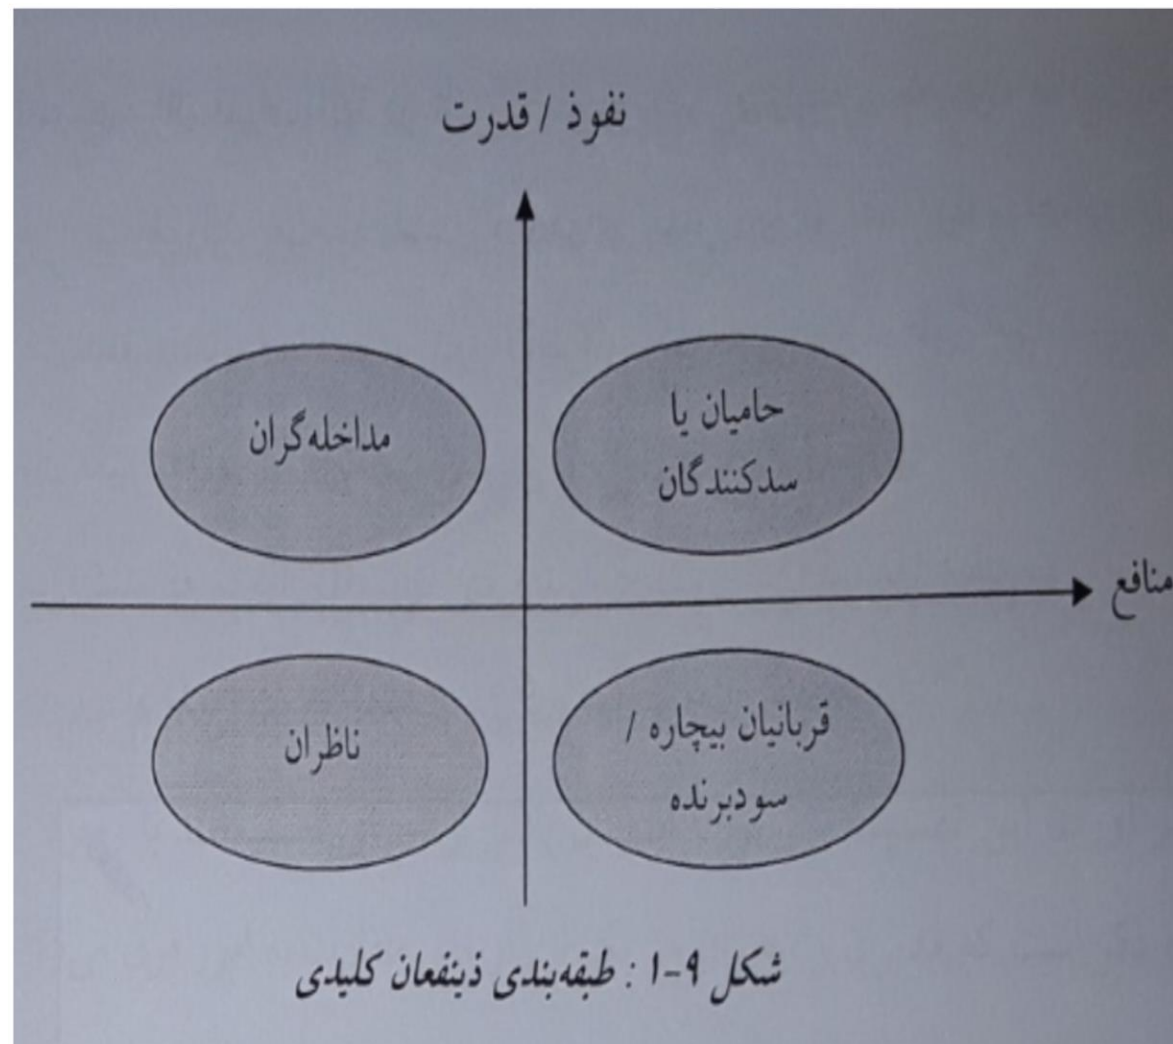 نفوذ / قدرت
حامیان یا
سدکنندگان
مداخله‌گران
منافع
قربانیان بیچاره /
سودبرنده
ناظران
شکل ۹-۱ : طبقه‌بندی ذینفعان کلیدی